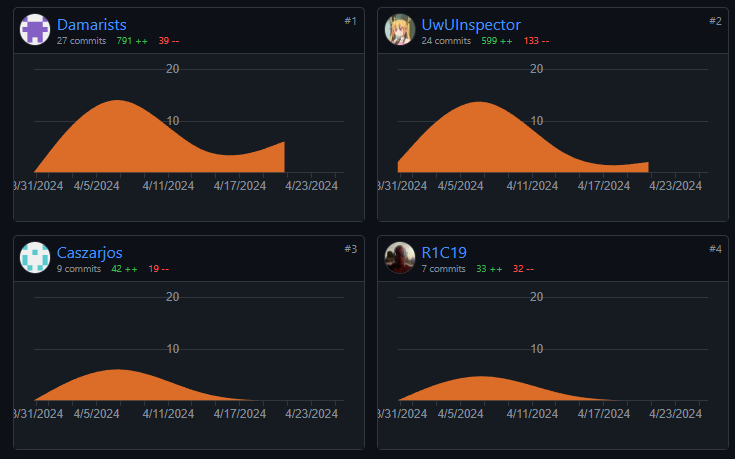 Damarists
#1
27 commits 791 ++ 39 --
20
10
3/31/2024 4/5/2024 4/11/2024 4/17/2024 4/23/2024
UwUInspector
#2
24 commits 599 ++ 133 --
20
10
/31/2024 4/5/2024 4/11/2024 4/17/2024 4/23/2024
Caszarjos
#3
9 commits 42 ++ 19 --
20
10
3/31/2024 4/5/2024 4/11/2024 4/17/2024 4/23/2024
R1C19
#4
7 commits 33 ++ 32 --
20
10
/31/2024 4/5/2024 4/11/2024 4/17/2024 4/23/2024